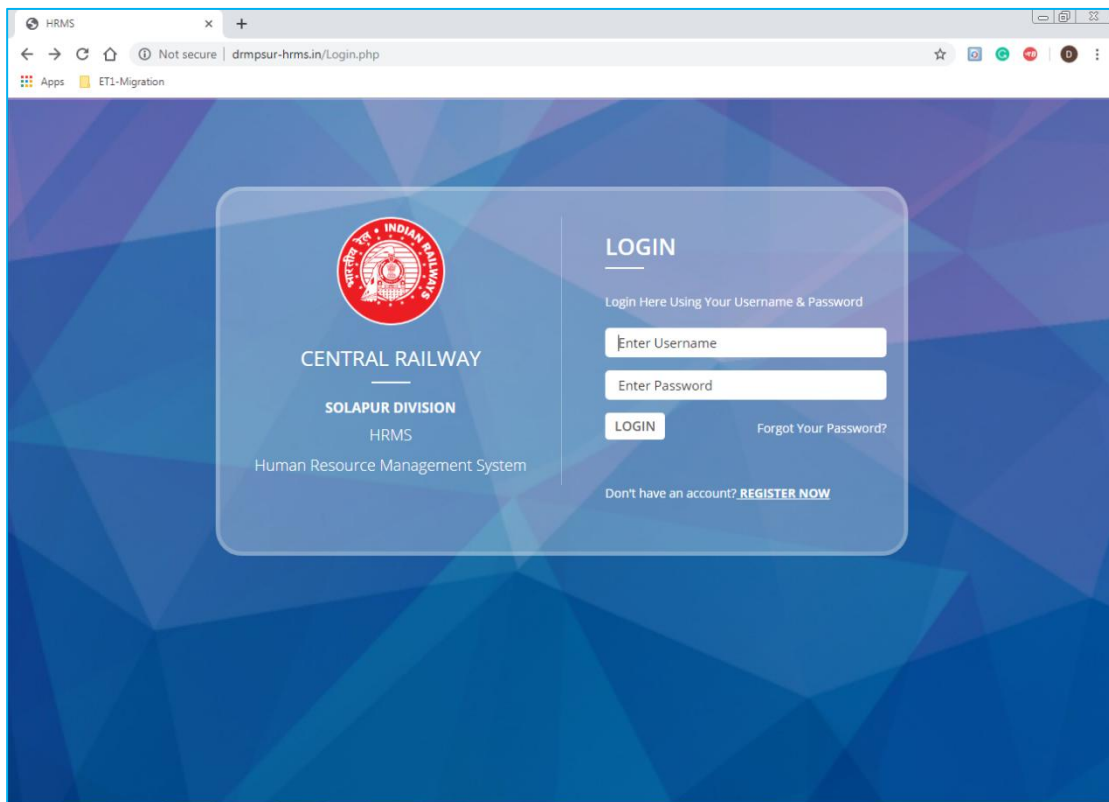 HRMS
Not secure | drmpsur-hrms.in/Login.php
D
Apps ET1-Migration
भारतीय रेल • INDIAN RAILWAYS
CENTRAL RAILWAY
SOLAPUR DIVISION
HRMS
Human Resource Management System
LOGIN
Login Here Using Your Username & Password
Enter Username
Enter Password
LOGIN Forgot Your Password?
Don't have an account? REGISTER NOW